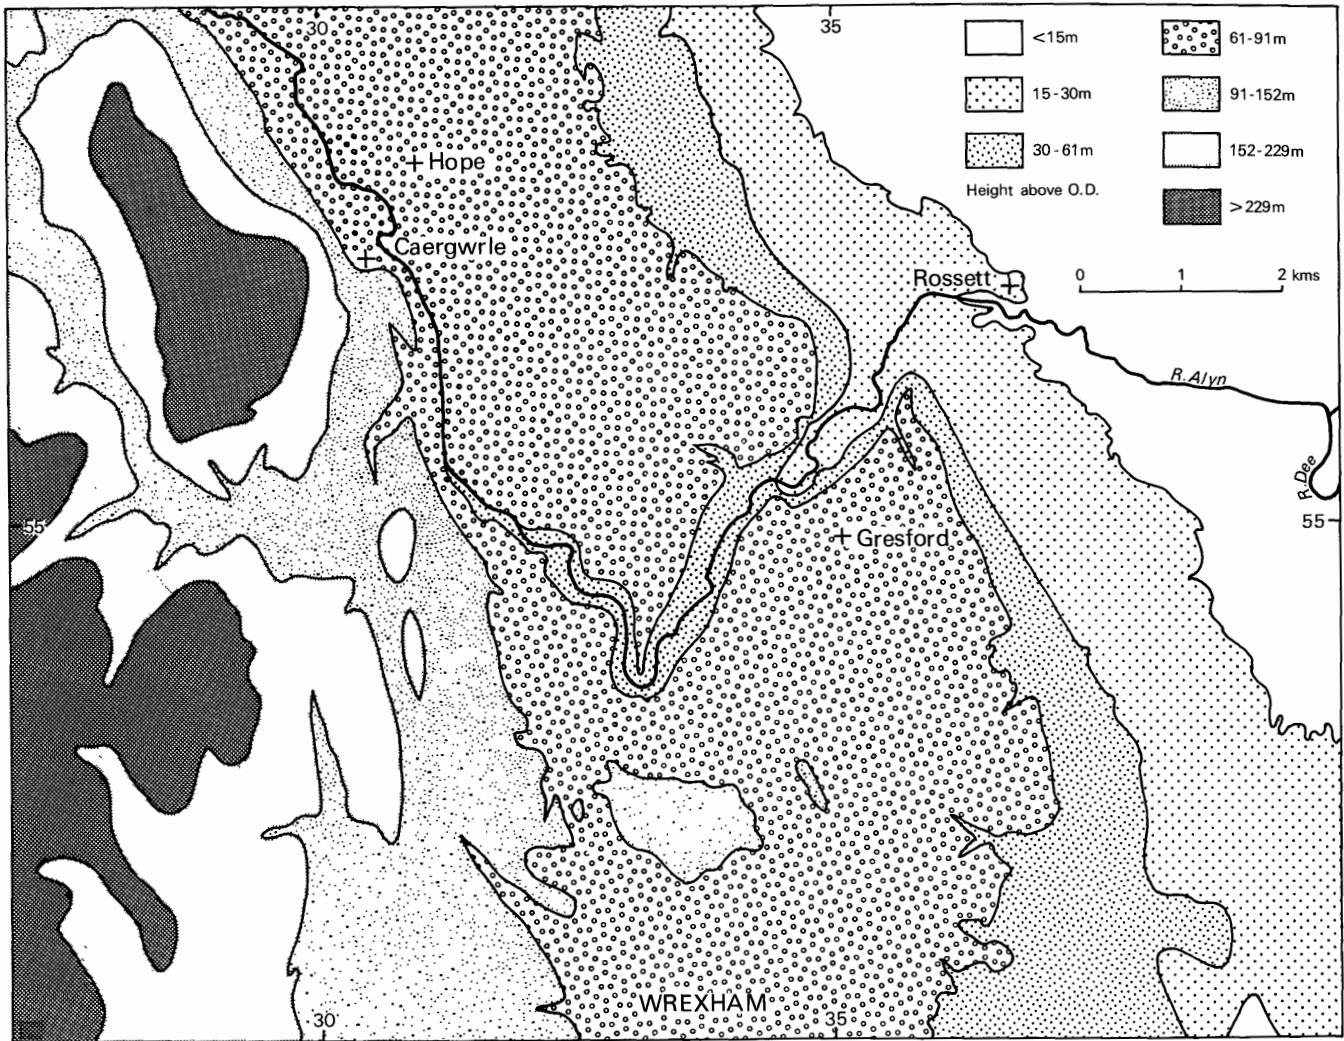 30
35
<15m
61-91m
15-30m
91-152m
30-61m
152-229m
Height above O.D.
>229m
Hope
Caergwrle
Rossett
0 1 2 kms
R. Alyn
R. Dee
55
55
Gresford
WREXHAM
30
35